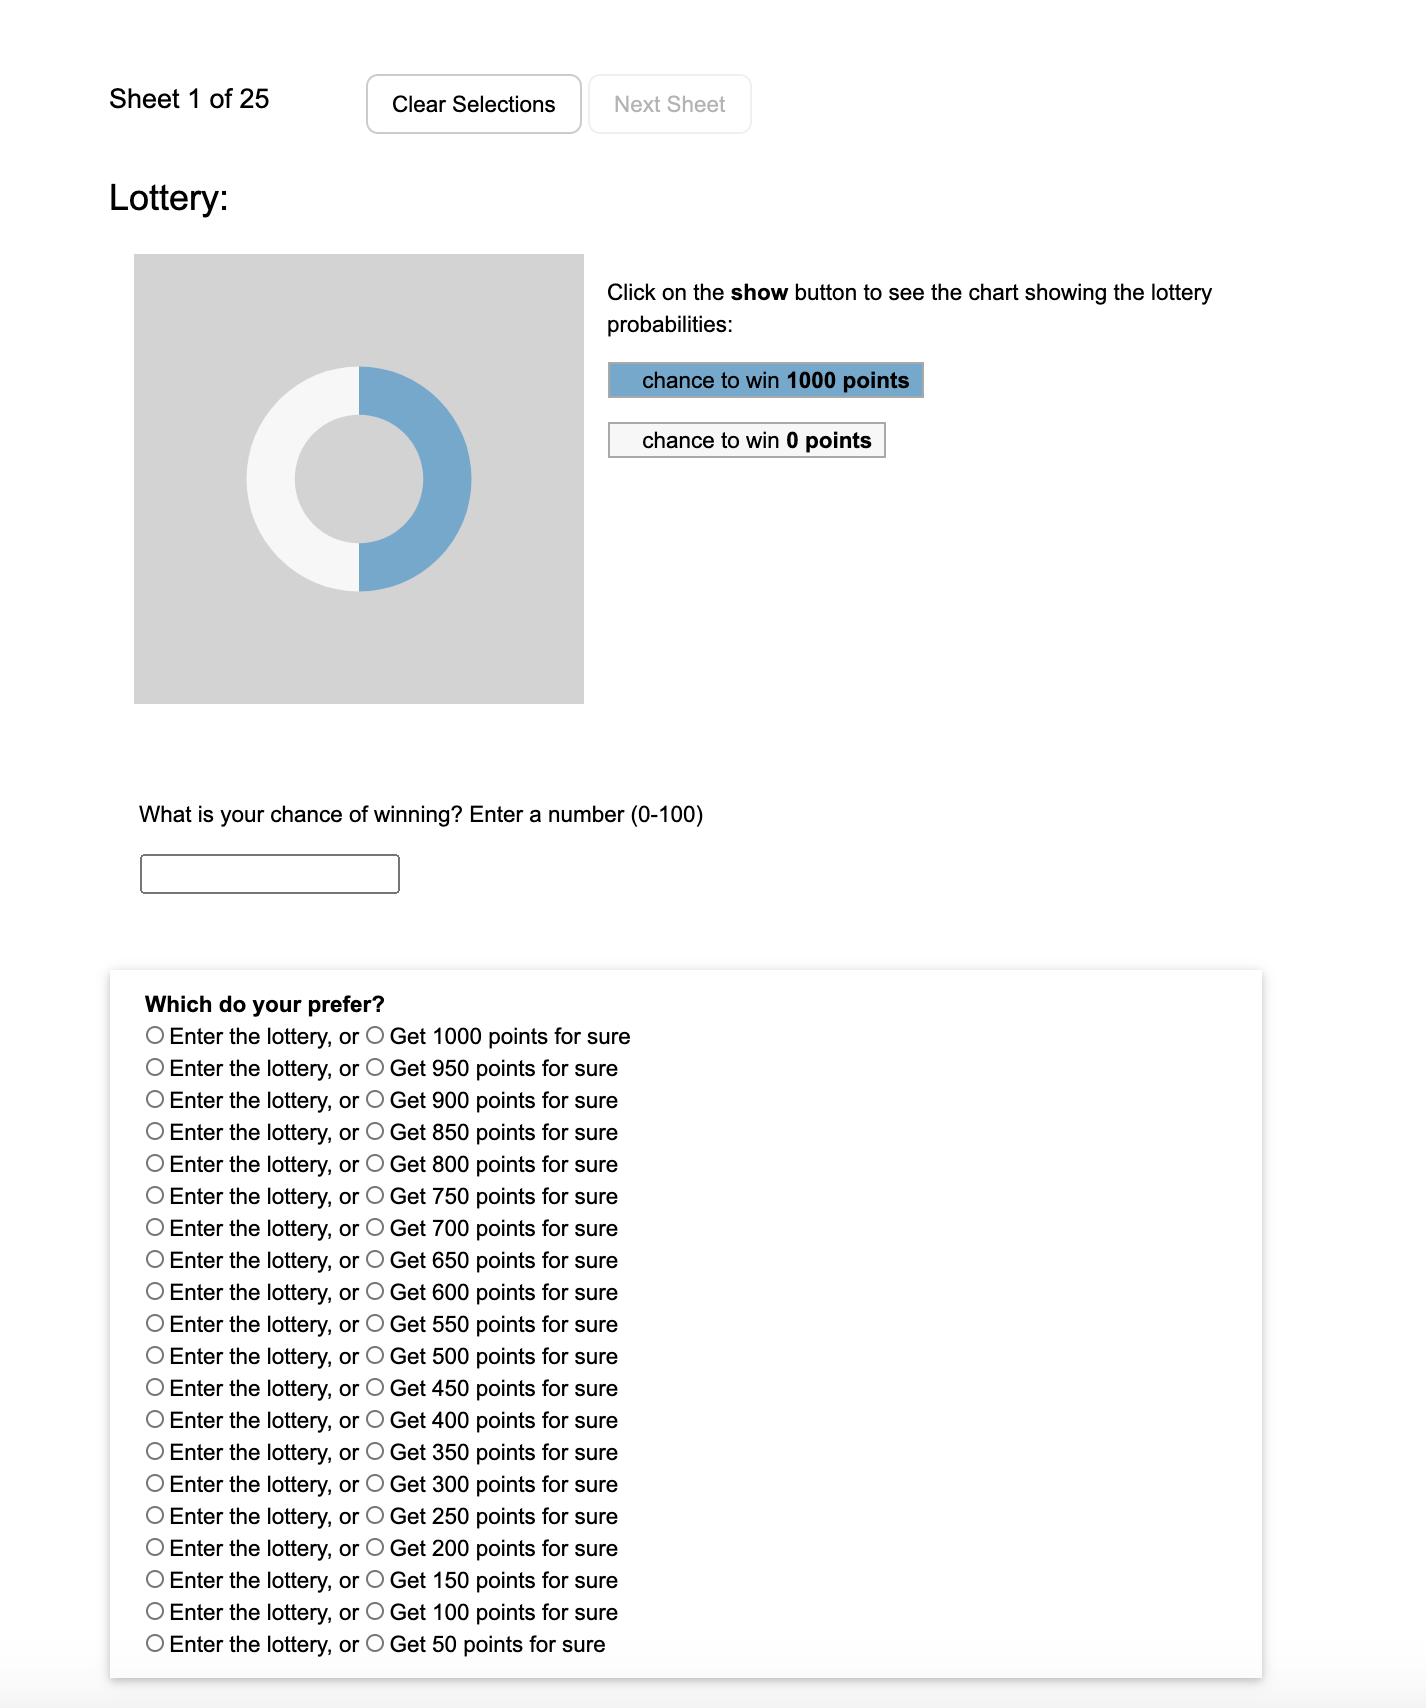 Sheet 1 of 25
Clear Selections
Next Sheet
Lottery:
Click on the show button to see the chart showing the lottery
probabilities:
chance to win 1000 points
chance to win 0 points
What is your chance of winning? Enter a number (0-100)
Which do your prefer?
Enter the lottery, or Get 1000 points for sure
Enter the lottery, or Get 950 points for sure
Enter the lottery, or Get 900 points for sure
Enter the lottery, or Get 850 points for sure
Enter the lottery, or Get 800 points for sure
Enter the lottery, or Get 750 points for sure
Enter the lottery, or Get 700 points for sure
Enter the lottery, or Get 650 points for sure
Enter the lottery, or Get 600 points for sure
Enter the lottery, or Get 550 points for sure
Enter the lottery, or Get 500 points for sure
Enter the lottery, or Get 450 points for sure
Enter the lottery, or Get 400 points for sure
Enter the lottery, or Get 350 points for sure
Enter the lottery, or Get 300 points for sure
Enter the lottery, or Get 250 points for sure
Enter the lottery, or Get 200 points for sure
Enter the lottery, or Get 150 points for sure
Enter the lottery, or Get 100 points for sure
Enter the lottery, or Get 50 points for sure